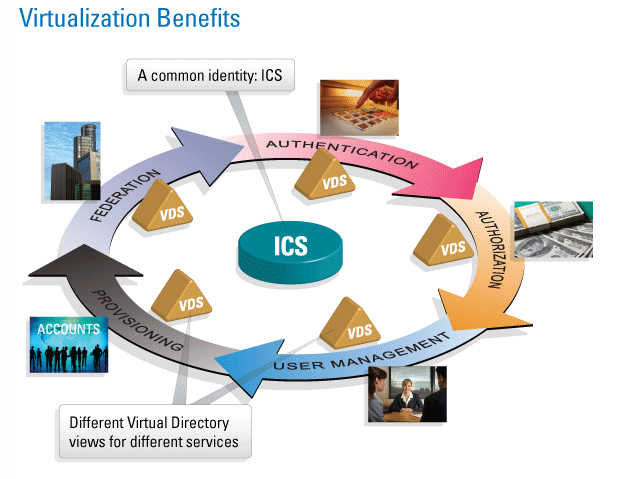 Virtualization Benefits
A common identity: ICS
AUTHENTICATION
FEDERATION
VDS
VDS
AUTHORIZATION
VDS
ICS
VDS
VDS
PROVISIONING
ACCOUNTS
USER MANAGEMENT
Different Virtual Directory
views for different services